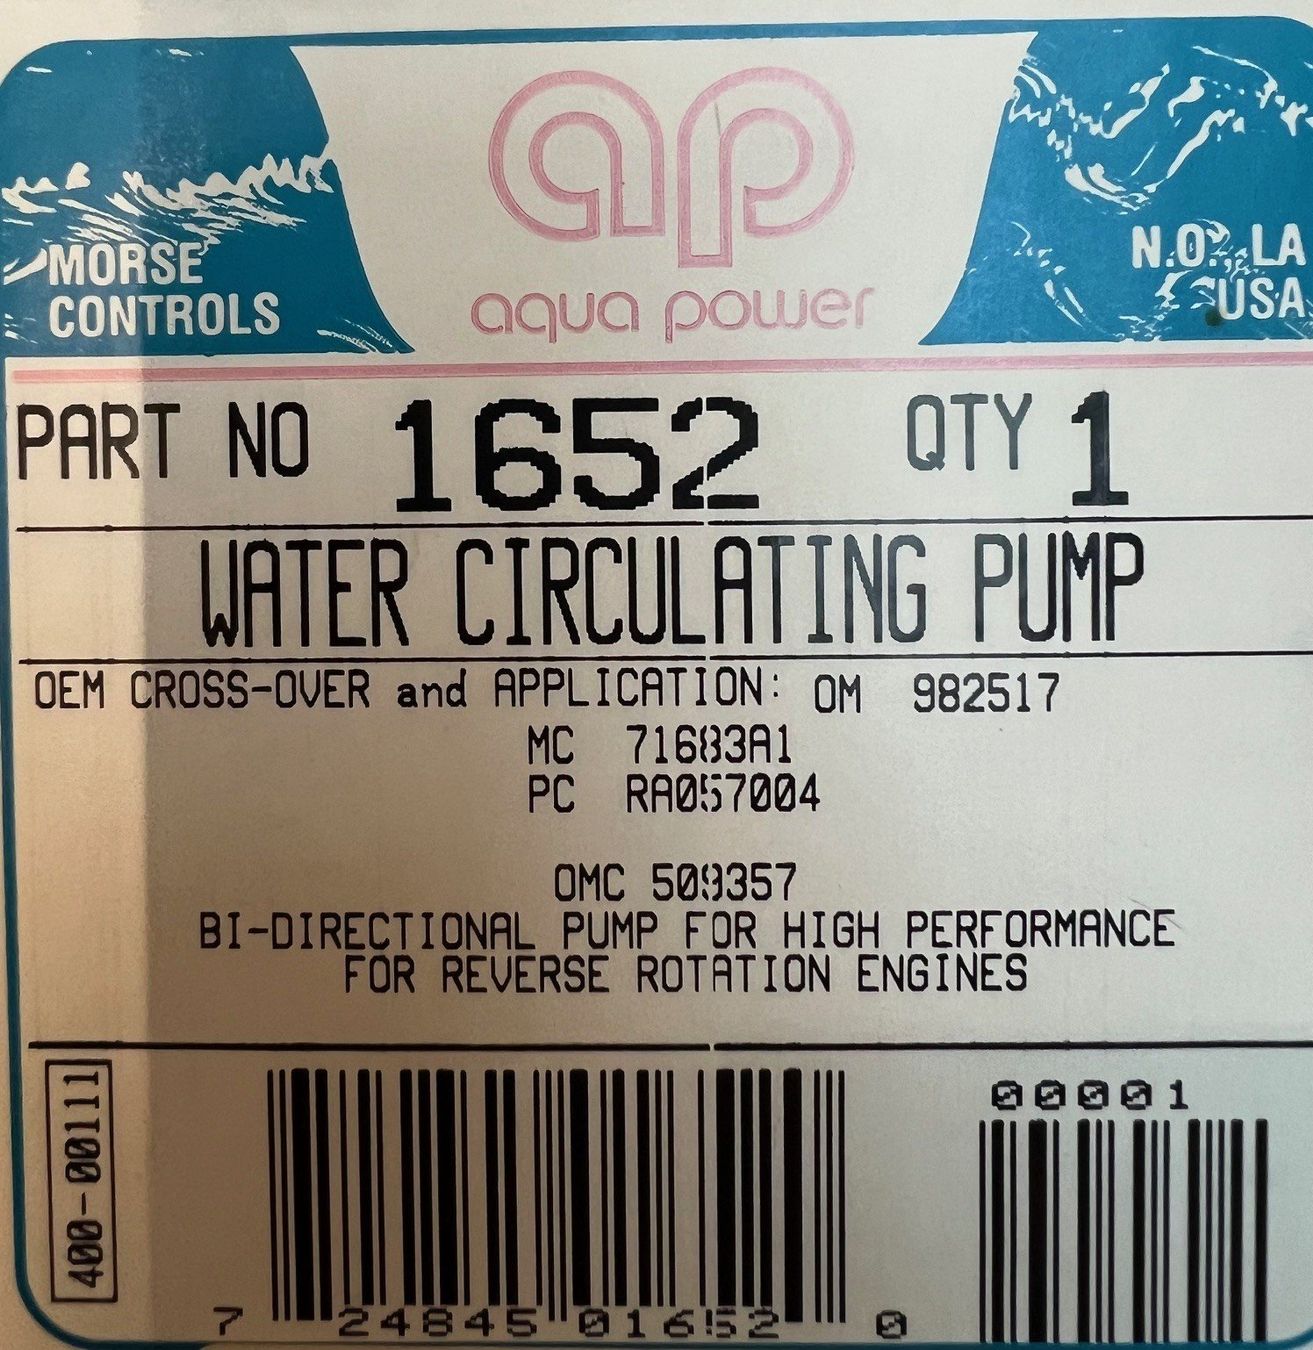 MORSE
CONTROLS
ap
aqua power
N.O., LA
USA
PART NO 1652 QTY 1
WATER CIRCULATING PUMP
OEM CROSS-OVER and APPLICATION: OM 982517
MC 71683A1
PC RA057004
OMC 509357
BI-DIRECTIONAL PUMP FOR HIGH PERFORMANCE
FOR REVERSE ROTATION ENGINES
400-00111
00001
7 24845 01652 0